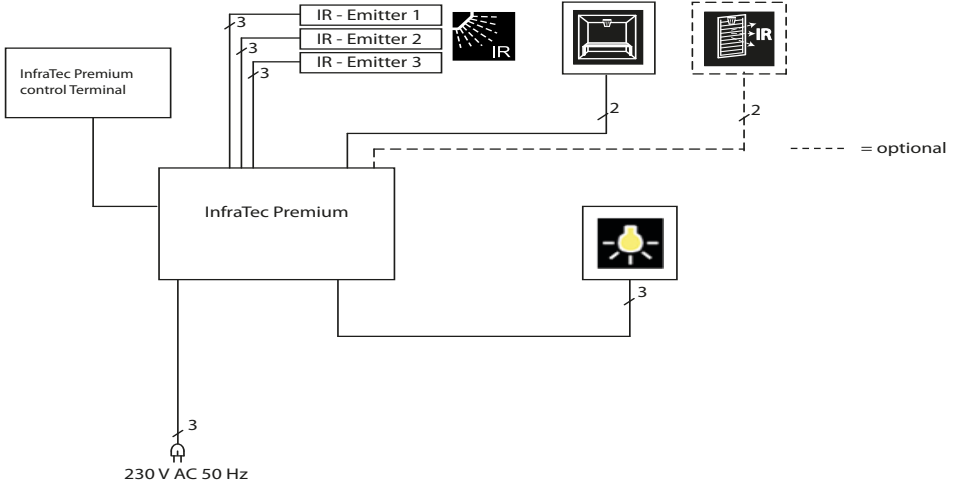 3
IR - Emitter 1
3
IR - Emitter 2
3
IR - Emitter 3
IR
IR
InfraTec Premium
control Terminal
2
2
= optional
InfraTec Premium
3
3
230 V AC 50 Hz